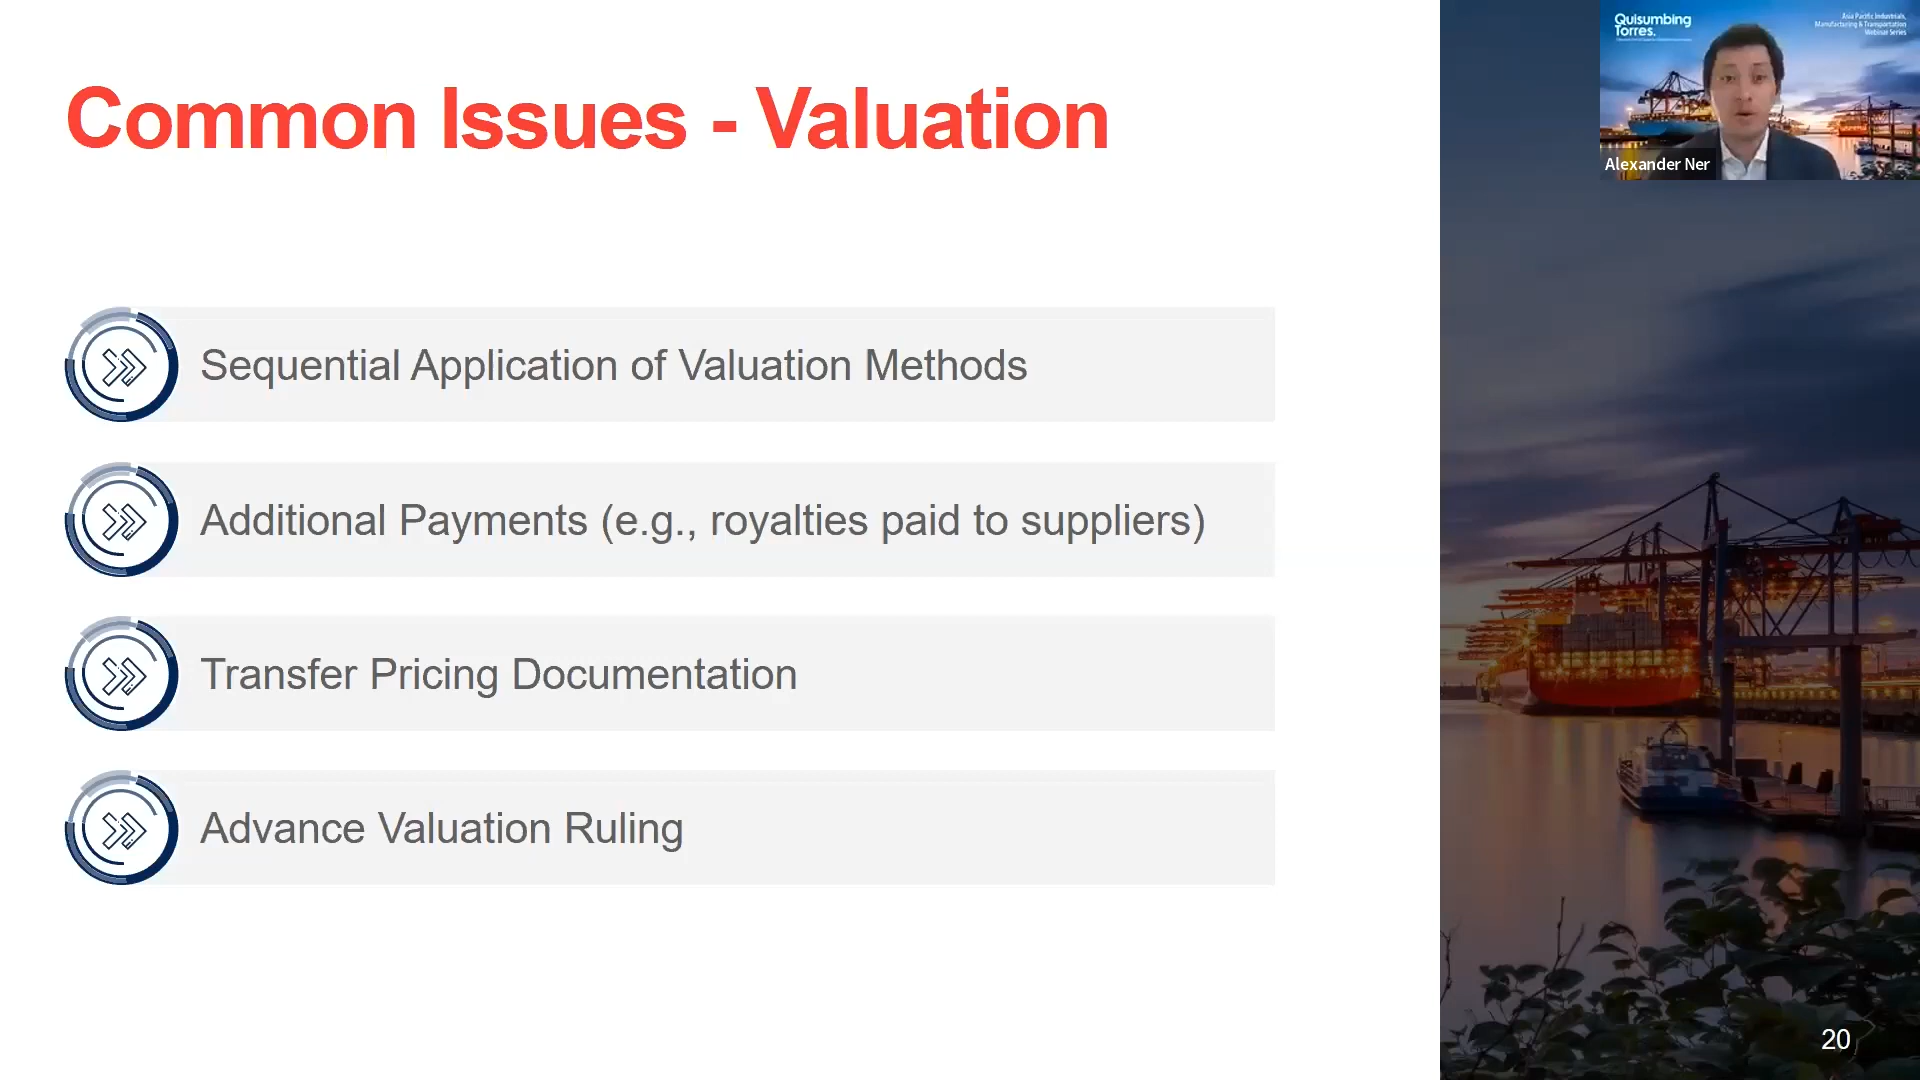 Common Issues - Valuation
Quisumbing
Torres.
Asia Pacific Industrials,
Manufacturing & Transportation
Webinar Series
Alexander Ner
Sequential Application of Valuation Methods
Additional Payments (e.g., royalties paid to suppliers)
Transfer Pricing Documentation
Advance Valuation Ruling
20